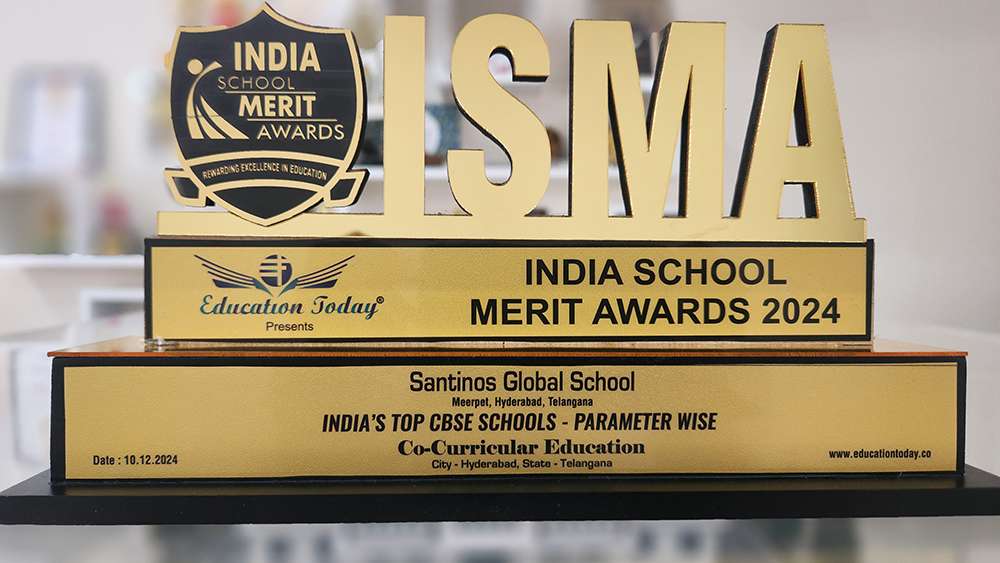 INDIA
SCHOOL
MERIT
AWARDS
REWARDING EXCELLENCE IN EDUCATION
ISMA
Education Today®
Presents
INDIA SCHOOL
MERIT AWARDS 2024
Santinos Global School
Meerpet, Hyderabad, Telangana
INDIA'S TOP CBSE SCHOOLS - PARAMETER WISE
Co-Curricular Education
City - Hyderabad, State - Telangana
Date : 10.12.2024
www.educationtoday.co